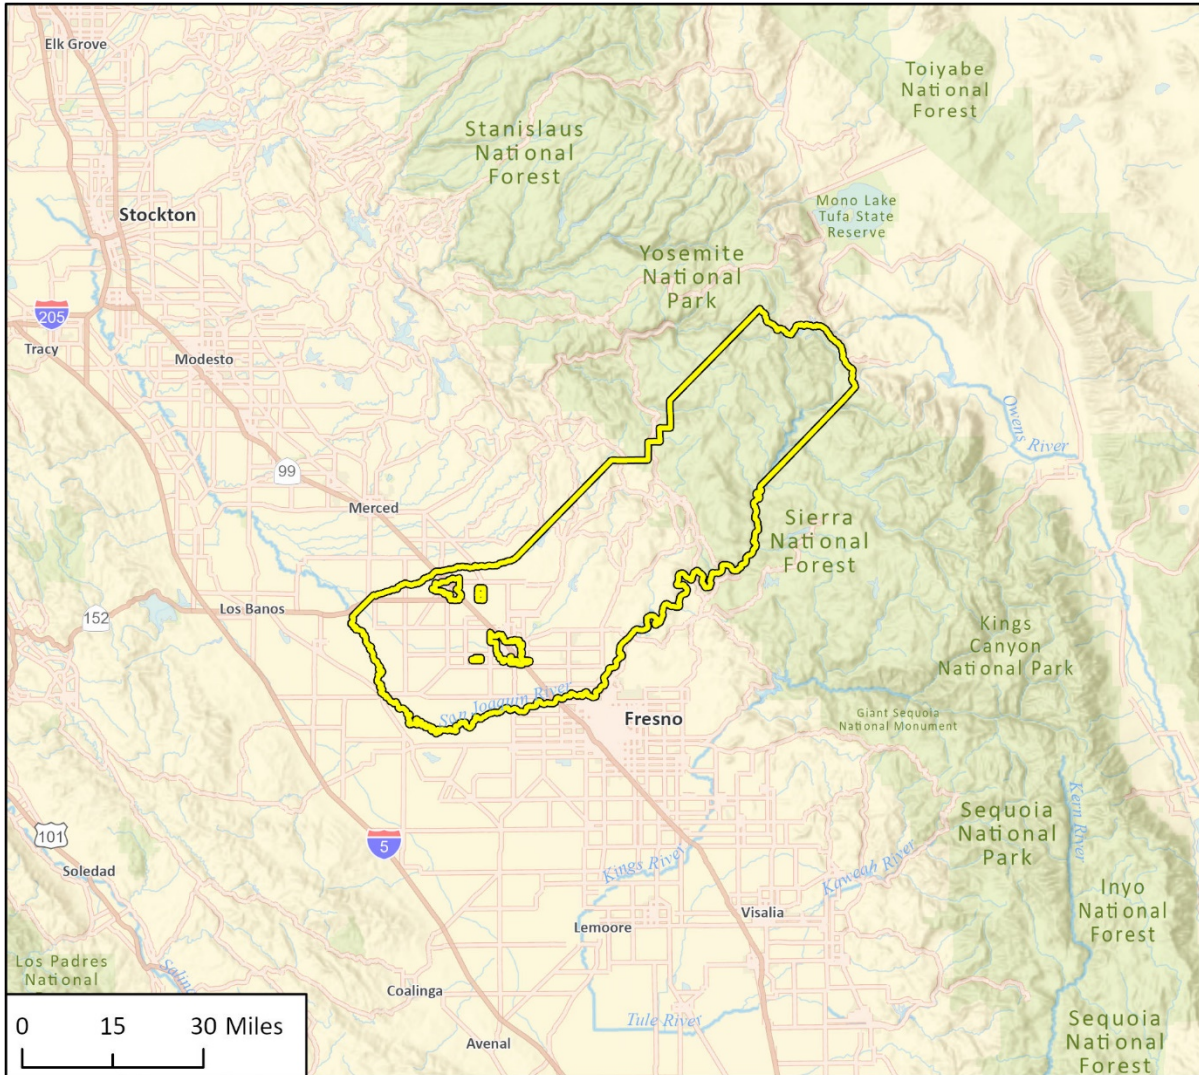 Elk Grove
Toiyabe
National
Forest
Stanislaus
National
Forest
Mono Lake
Tufa State
Reserve
Stockton
Yosemite
National
Park
205
Tracy
Modesto
Owens River
99
Merced
Sierra
National
Forest
Los Banos
152
Kings
Canyon
National Park
San Joaquin River
Fresno
Giant Sequoia
National Monument
Sequoia
National
Park
Kern River
101
5
Soledad
Kings River
Kaweah River
Inyo
National
Forest
Visalia
Lemoore
Los Padres
National
Salin
Coalinga
Tule River
Sequoia
National
Forest
Avenal
0 15 30 Miles